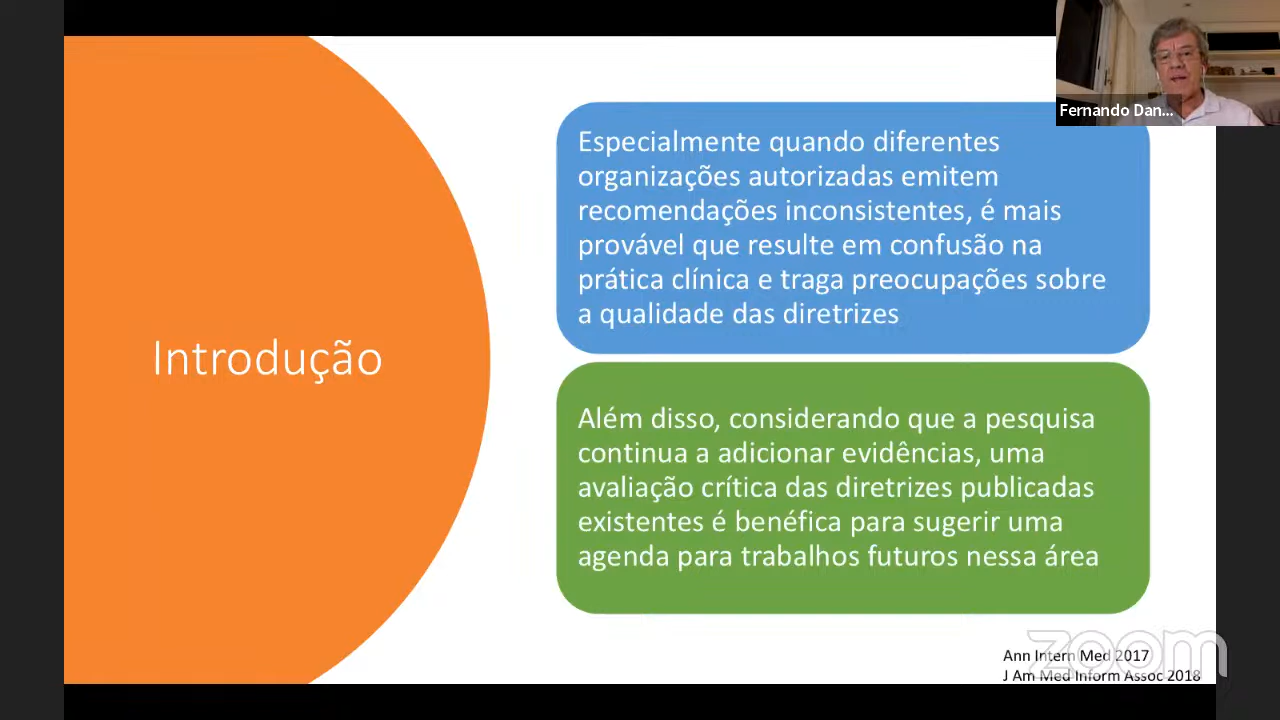 Fernando Dan...
Especialmente quando diferentes
organizações autorizadas emitem
recomendações inconsistentes, é mais
provável que resulte em confusão na
prática clínica e traga preocupações sobre
a qualidade das diretrizes
Introdução
Além disso, considerando que a pesquisa
continua a adicionar evidências, uma
avaliação crítica das diretrizes publicadas
existentes é benéfica para sugerir uma
agenda para trabalhos futuros nessa área
Ann Intern Med 2017
J Am Med Inform Assoc 2018
zoom